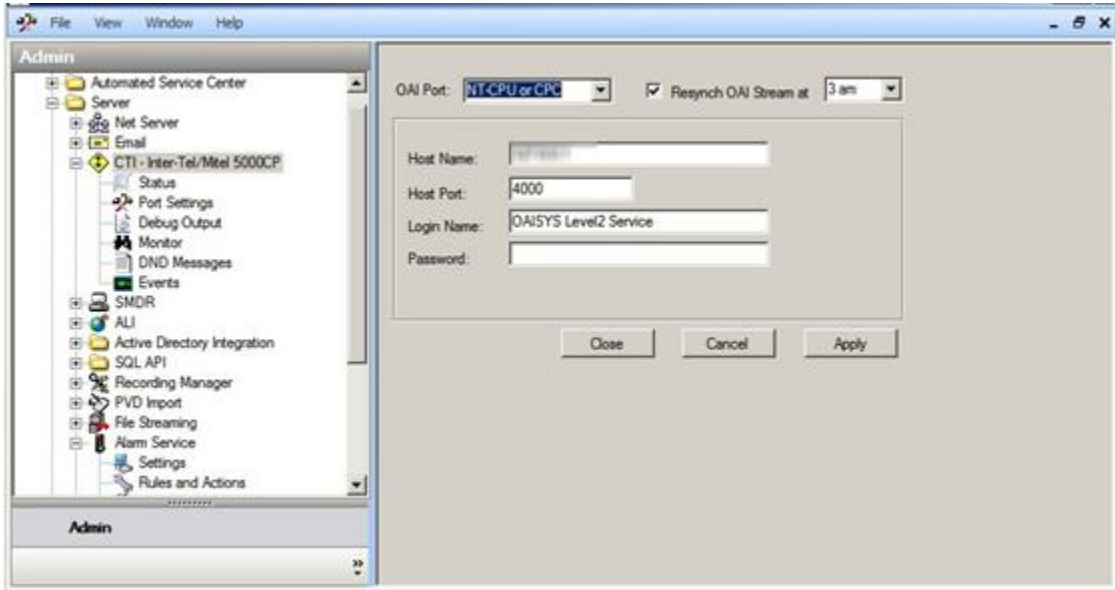 File View Window Help
Admin
Automated Service Center
Server
Net Server
Email
CTI - Inter-Tel/Mitel 5000CP
Status
Port Settings
Debug Output
Monitor
DND Messages
Events
SMDR
ALI
Active Directory Integration
SQL API
Recording Manager
PVD Import
File Streaming
Alarm Service
Settings
Rules and Actions
Admin
OAI Port: NT-CPU or CPC Resynch OAI Stream at 3 am
Host Name:
Host Port: 4000
Login Name: OAISYS Level2 Service
Password:
Close Cancel Apply